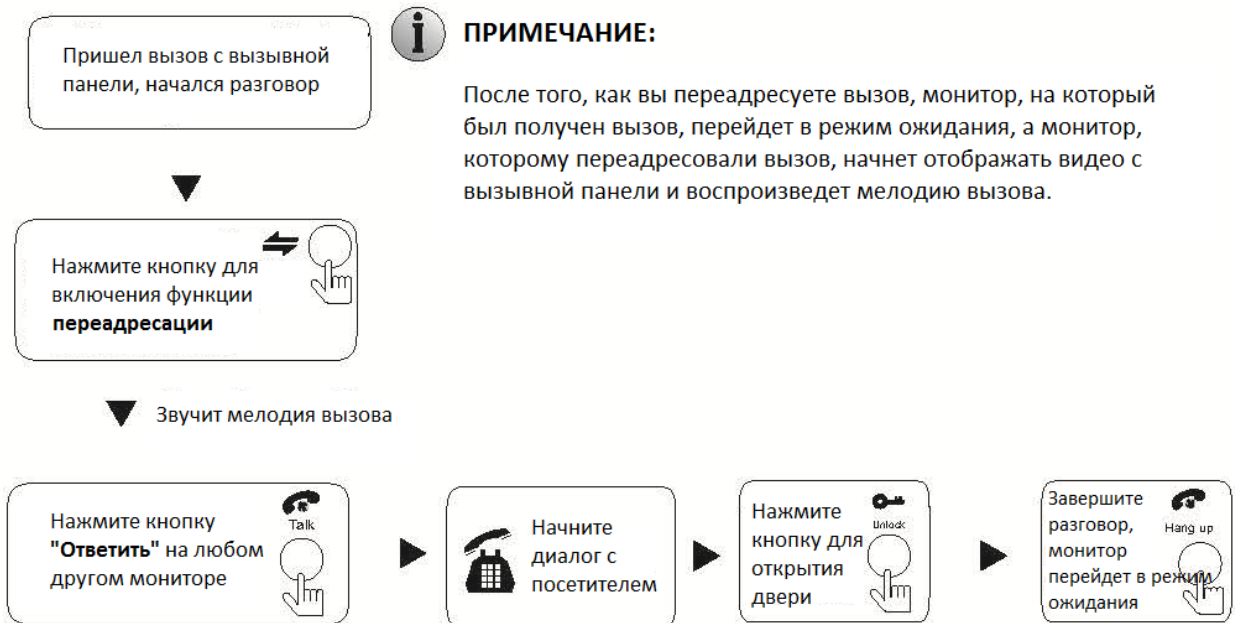 Пришел вызов с вызывной
панели, начался разговор
ПРИМЕЧАНИЕ:
После того, как вы переадресуете вызов, монитор, на который
был получен вызов, перейдет в режим ожидания, а монитор,
которому переадресовали вызов, начнет отображать видео с
вызывной панели и воспроизведет мелодию вызова.
Нажмите кнопку для
включения функции
переадресации
Звучит мелодия вызова
Нажмите кнопку
"Ответить" на любом
другом мониторе
Talk
Начните
диалог с
посетителем
Нажмите
кнопку для
открытия
двери
Unlock
Завершите
разговор,
монитор
перейдет в режим
ожидания
Hang up